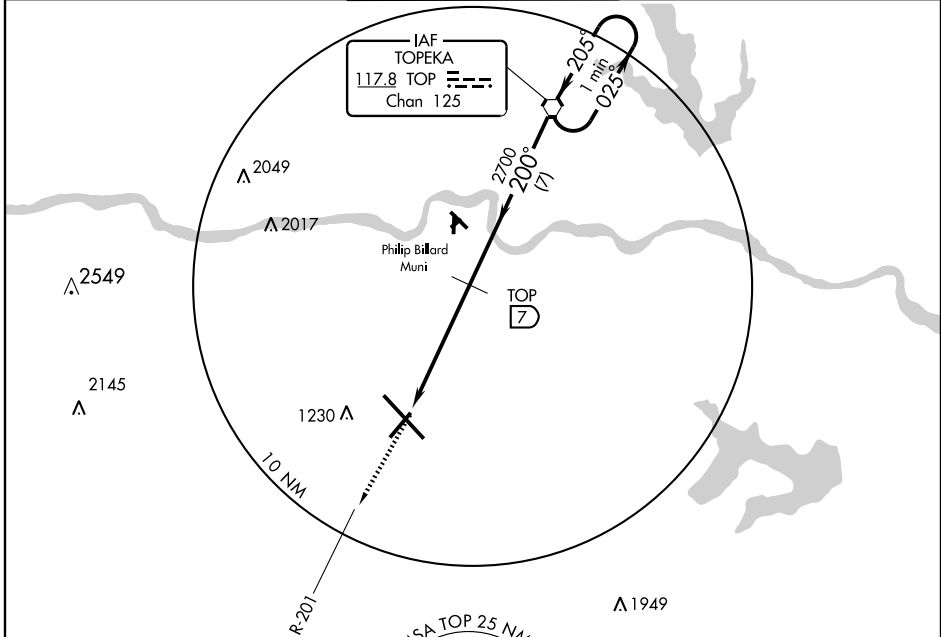 IAF
TOPEKA
117.8 TOP
Chan 125
205°
1 min
025°
2700
200°
(7)
2049
2017
Philip Billard
Muni
2549
TOP
7
2145
1230
10 NM
R-201
1949
SA TOP 25 NM